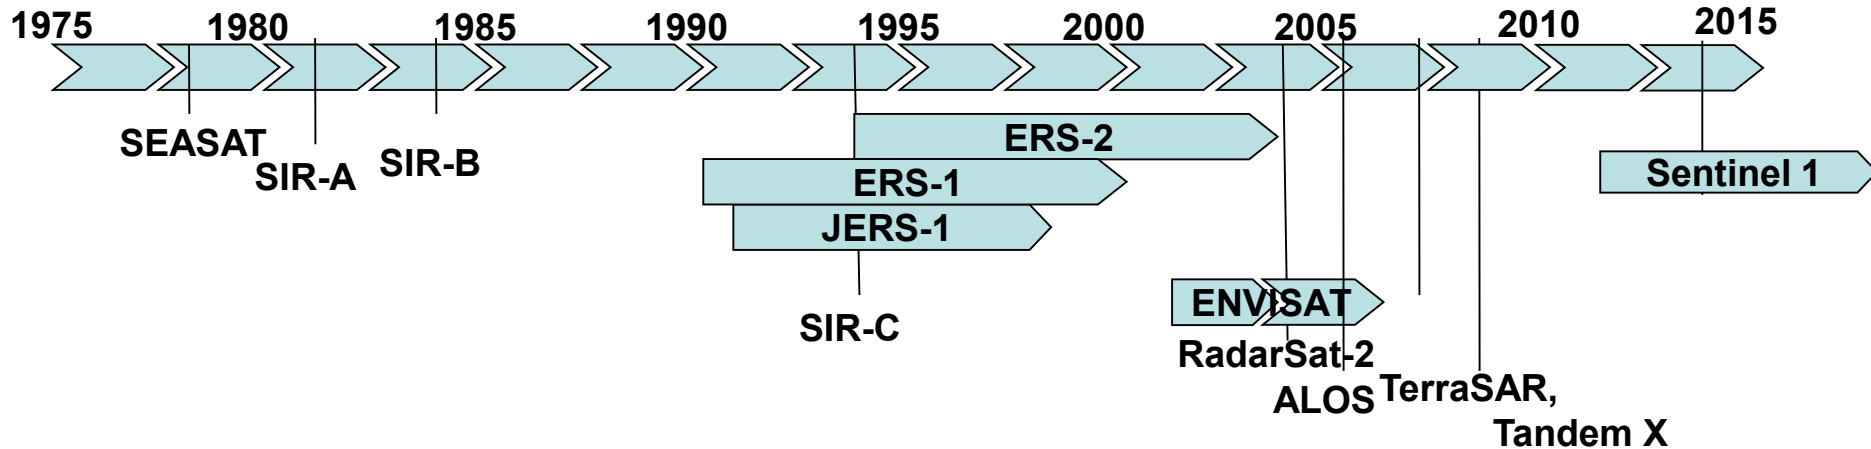 1975 1980 1985 1990 1995 2000 2005 2010 2015
SEASAT
SIR-A
SIR-B
ERS-2
ERS-1
JERS-1
SIR-C
Sentinel 1
ENVISAT
RadarSat-2
ALOS
TerraSAR,
Tandem X